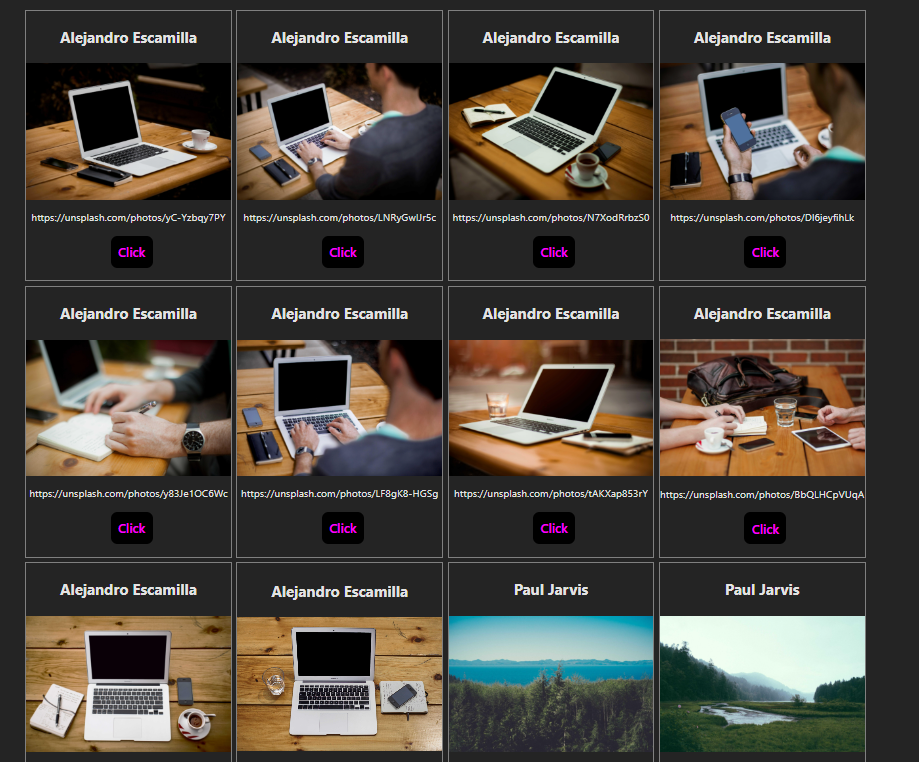 Alejandro Escamilla
Alejandro Escamilla
Alejandro Escamilla
Alejandro Escamilla
https://unsplash.com/photos/yC-Yzbqy7PY
https://unsplash.com/photos/LNRyGwIJr5c
https://unsplash.com/photos/N7XodRrbzS0
https://unsplash.com/photos/Dl6jeyfihLk
Click
Click
Click
Click
Alejandro Escamilla
Alejandro Escamilla
Alejandro Escamilla
Alejandro Escamilla
https://unsplash.com/photos/y83Je1OC6Wc
https://unsplash.com/photos/LF8gK8-HGSg
https://unsplash.com/photos/tAKXap853rY
https://unsplash.com/photos/BbQLHCpVUqA
Click
Click
Click
Click
Alejandro Escamilla
Alejandro Escamilla
Paul Jarvis
Paul Jarvis